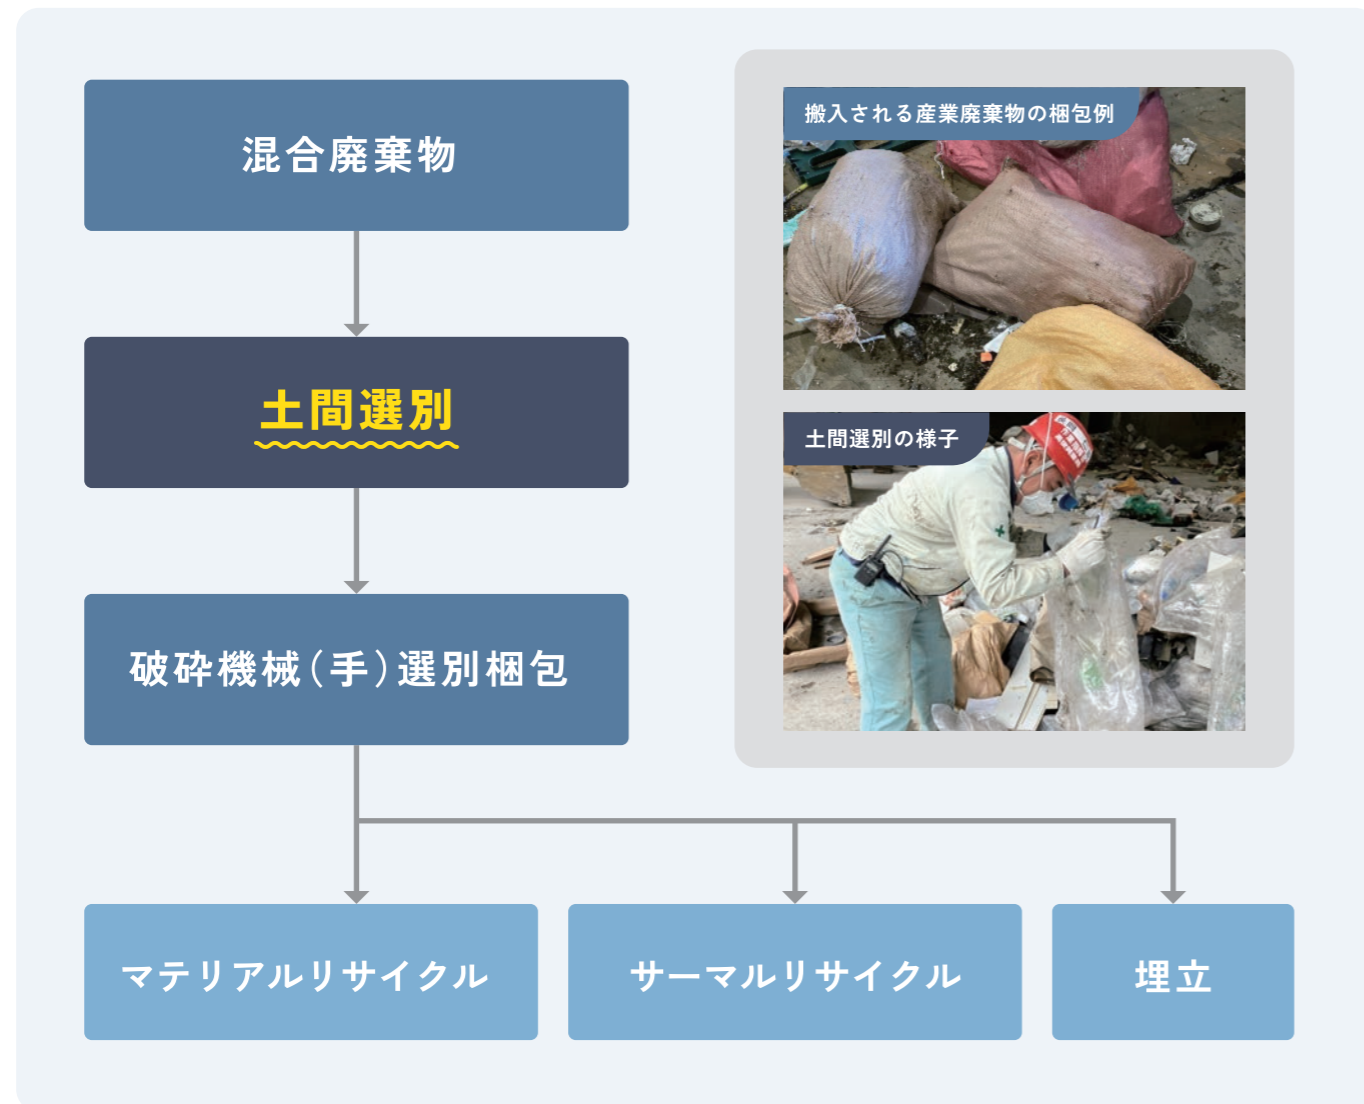 混合廃棄物
土間選別
破砕機械(手)選別梱包
マテリアルリサイクル
サーマルリサイクル
埋立
搬入される産業廃棄物の梱包例
土間選別の様子